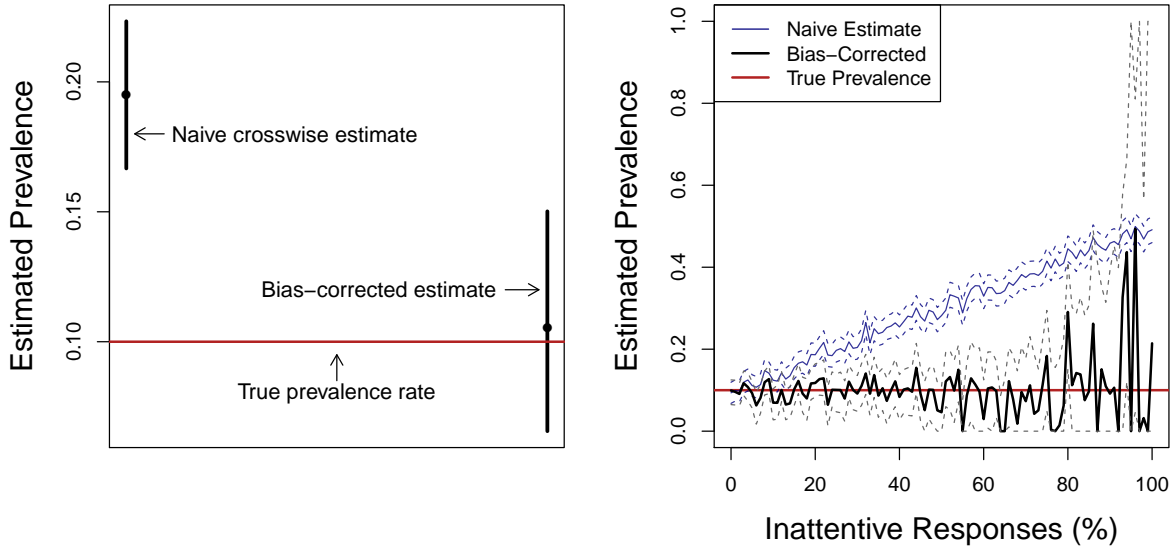 Estimated Prevalence
0.20
0.15
0.10
Naive crosswise estimate
Bias−corrected estimate
True prevalence rate
Estimated Prevalence
1.0
0.8
0.6
0.4
0.2
0.0
Naive Estimate
Bias−Corrected
True Prevalence
0 20 40 60 80 100
Inattentive Responses (%)